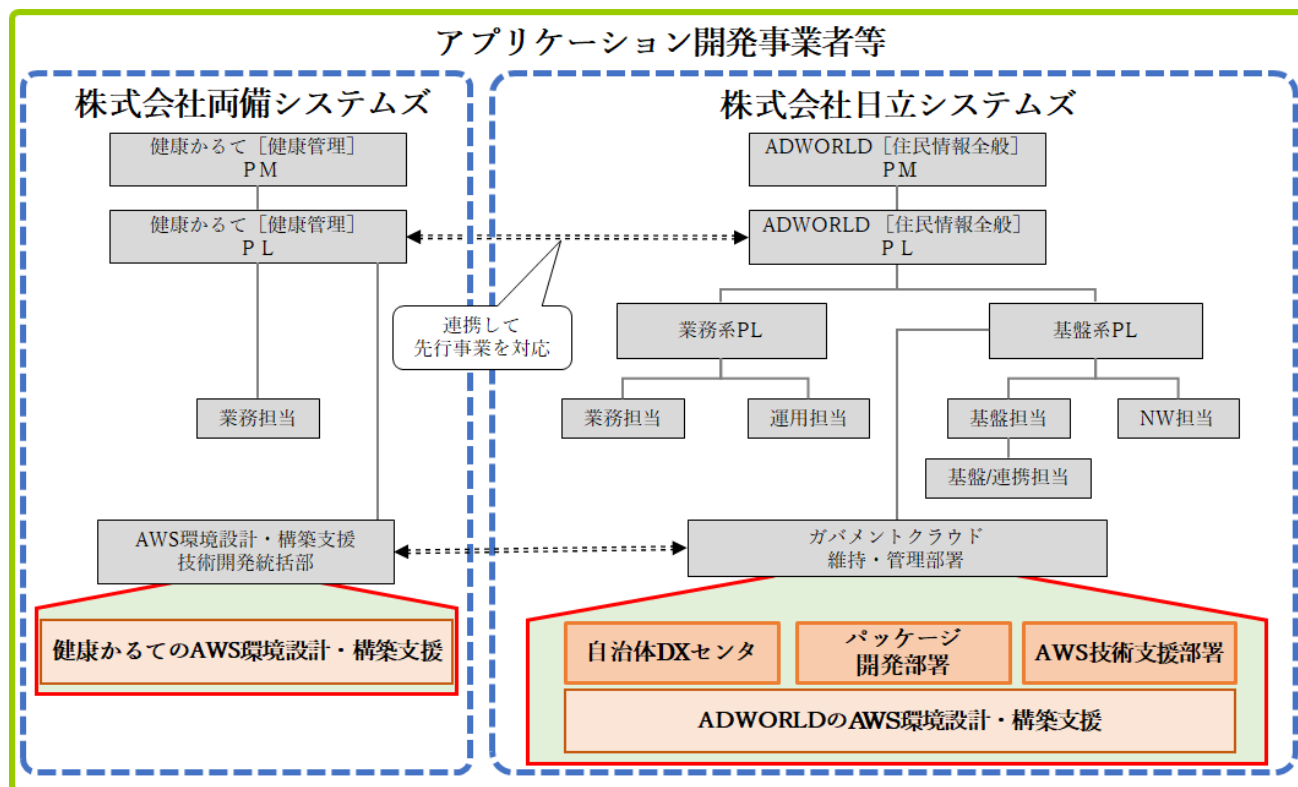 アプリケーション開発事業者等
株式会社両備システムズ
健康かるて［健康管理］
ＰＭ
健康かるて［健康管理］
ＰＬ
業務担当
AWS環境設計・構築支援
技術開発統括部
健康かるてのAWS環境設計・構築支援
連携して
先行事業を対応
株式会社日立システムズ
ADWORLD［住民情報全般］
ＰＭ
ADWORLD［住民情報全般］
ＰＬ
業務系PL
基盤系PL
業務担当
運用担当
基盤担当
NW担当
基盤/連携担当
ガバメントクラウド
維持・管理部署
自治体DXセンタ
パッケージ
開発部署
AWS技術支援部署
ADWORLDのAWS環境設計・構築支援